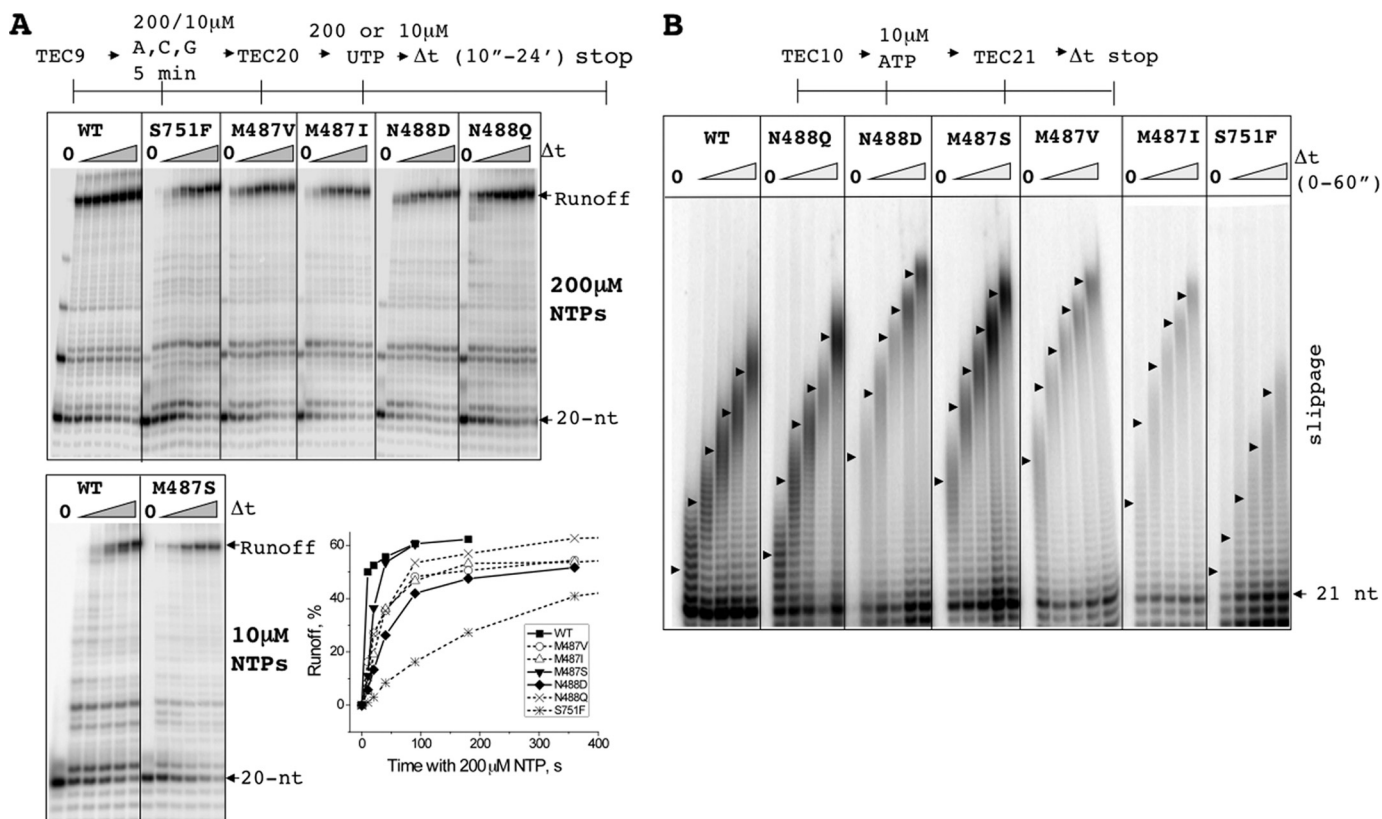 A
200/10µM
A,C,G
5 min
200 or 10µM
TEC9
TEC20
UTP
Δt (10″-24′) stop
WT
S751F
M487V
M487I
N488D
N488Q
0
0
0
0
0
0
Δt
Runoff
200µM
NTPs
20-nt
WT
M487S
0
0
Δt
Runoff
10µM
NTPs
20-nt
Runoff, %
60
40
20
0
WT
M487V
M487I
M487S
N488D
N488Q
S751F
0
100
200
300
400
Time with 200 µM NTP, s
B
TEC10
10µM
ATP
TEC21
Δt stop
WT
N488Q
N488D
M487S
M487V
M487I
S751F
0
0
0
0
0
0
0
Δt
(0-60″)
slippage
21 nt